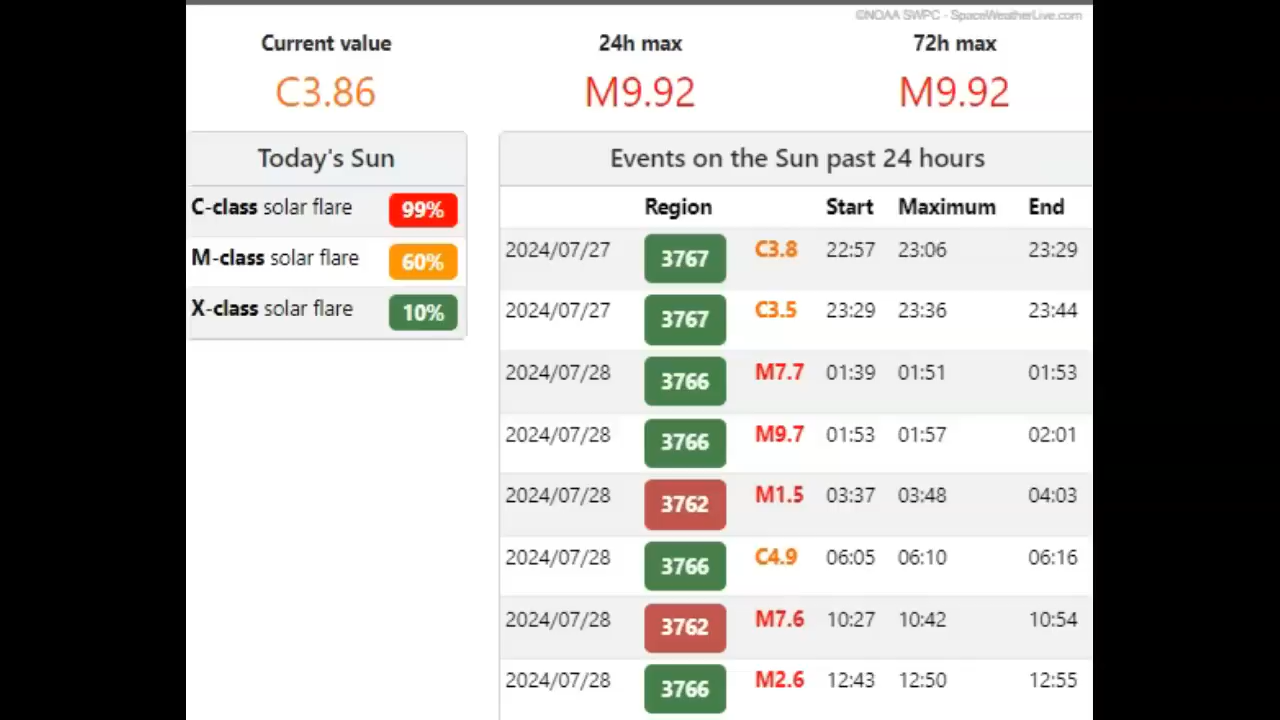 ©NOAA SWPC - SpaceWeatherLive.com
Current value 24h max 72h max
C3.86 M9.92 M9.92
Today's Sun
C-class solar flare 99%
M-class solar flare 60%
X-class solar flare 10%
Events on the Sun past 24 hours
Region Start Maximum End
2024/07/27 3767 C3.8 22:57 23:06 23:29
2024/07/27 3767 C3.5 23:29 23:36 23:44
2024/07/28 3766 M7.7 01:39 01:51 01:53
2024/07/28 3766 M9.7 01:53 01:57 02:01
2024/07/28 3762 M1.5 03:37 03:48 04:03
2024/07/28 3766 C4.9 06:05 06:10 06:16
2024/07/28 3762 M7.6 10:27 10:42 10:54
2024/07/28 3766 M2.6 12:43 12:50 12:55